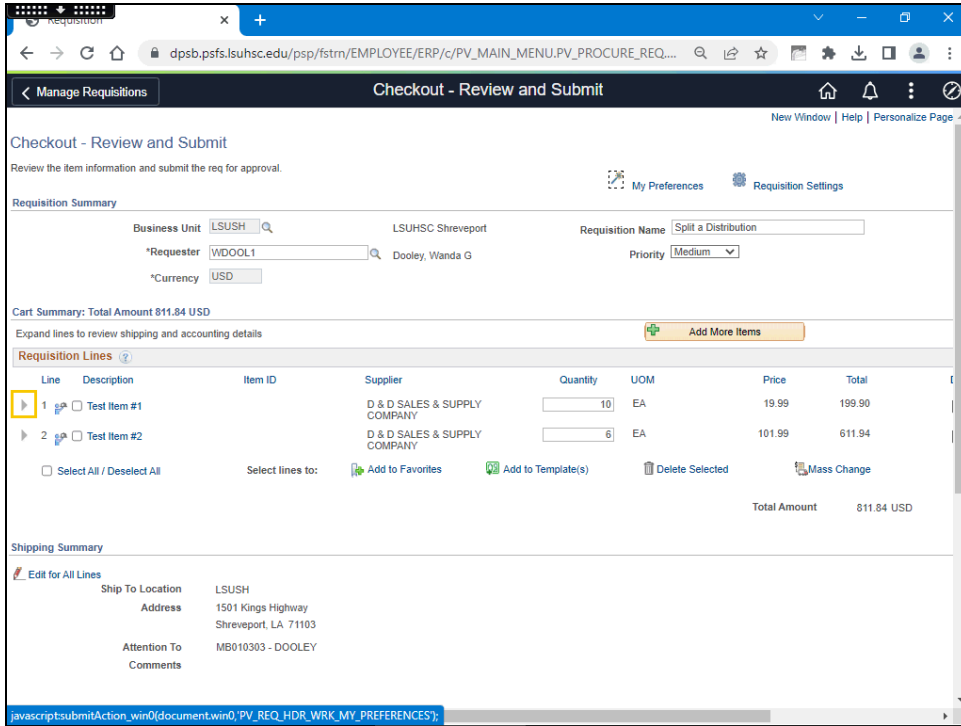 Requisition
dpsb.psfs.lsuhsc.edu/psp/fstrn/EMPLOYEE/ERP/c/PV_MAIN_MENU.PV_PROCURE_REQ....
Manage Requisitions Checkout - Review and Submit
New Window | Help | Personalize Page
Checkout - Review and Submit
Review the item information and submit the req for approval.
My Preferences Requisition Settings
Requisition Summary
Business Unit LSUSH LSUHSC Shreveport Requisition Name Split a Distribution
*Requester WDOOL1 Dooley, Wanda G Priority Medium
*Currency USD
Cart Summary: Total Amount 811.84 USD
Expand lines to review shipping and accounting details Add More Items
Requisition Lines ?
Line Description Item ID Supplier Quantity UOM Price Total
1 Test Item #1 D & D SALES & SUPPLY COMPANY 10 EA 19.99 199.90
2 Test Item #2 D & D SALES & SUPPLY COMPANY 6 EA 101.99 611.94
Select All / Deselect All Select lines to: Add to Favorites Add to Template(s) Delete Selected Mass Change
Total Amount 811.84 USD
Shipping Summary
Edit for All Lines
Ship To Location LSUSH
Address 1501 Kings Highway
Shreveport, LA 71103
Attention To MB010303 - DOOLEY
Comments
javascript:submitAction_win0(document.win0,'PV_REQ_HDR_WRK_MY_PREFERENCES');